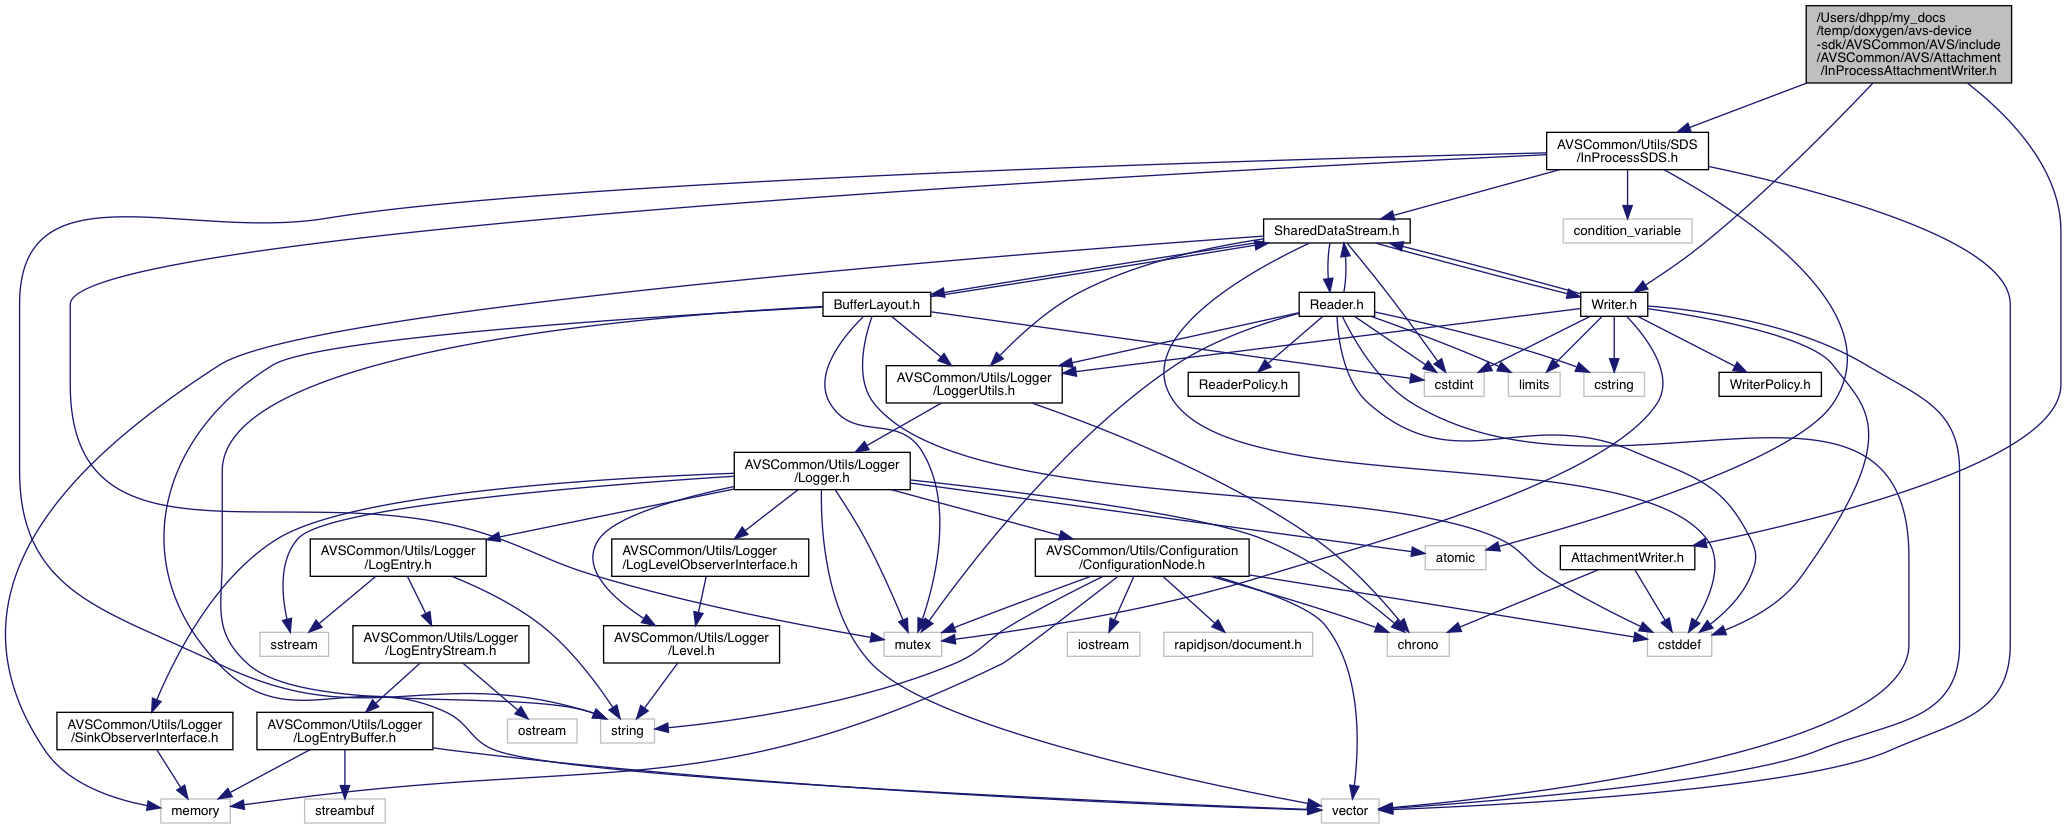 /Users/dhpp/my_docs
/temp/doxygen/avs-device
-sdk/AVSCommon/AVS/include
/AVSCommon/AVS/Attachment
/InProcessAttachmentWriter.h
AVSCommon/Utils/SDS
/InProcessSDS.h
SharedDataStream.h
condition_variable
BufferLayout.h
Reader.h
Writer.h
AVSCommon/Utils/Logger
/LoggerUtils.h
ReaderPolicy.h
cstdint
limits
cstring
WriterPolicy.h
AVSCommon/Utils/Logger
/Logger.h
AVSCommon/Utils/Logger
/LogEntry.h
AVSCommon/Utils/Logger
/LogLevelObserverInterface.h
AVSCommon/Utils/Configuration
/ConfigurationNode.h
atomic
AttachmentWriter.h
sstream
AVSCommon/Utils/Logger
/LogEntryStream.h
AVSCommon/Utils/Logger
/Level.h
mutex
iostream
rapidjson/document.h
chrono
cstddef
AVSCommon/Utils/Logger
/SinkObserverInterface.h
AVSCommon/Utils/Logger
/LogEntryBuffer.h
ostream
string
memory
streambuf
vector